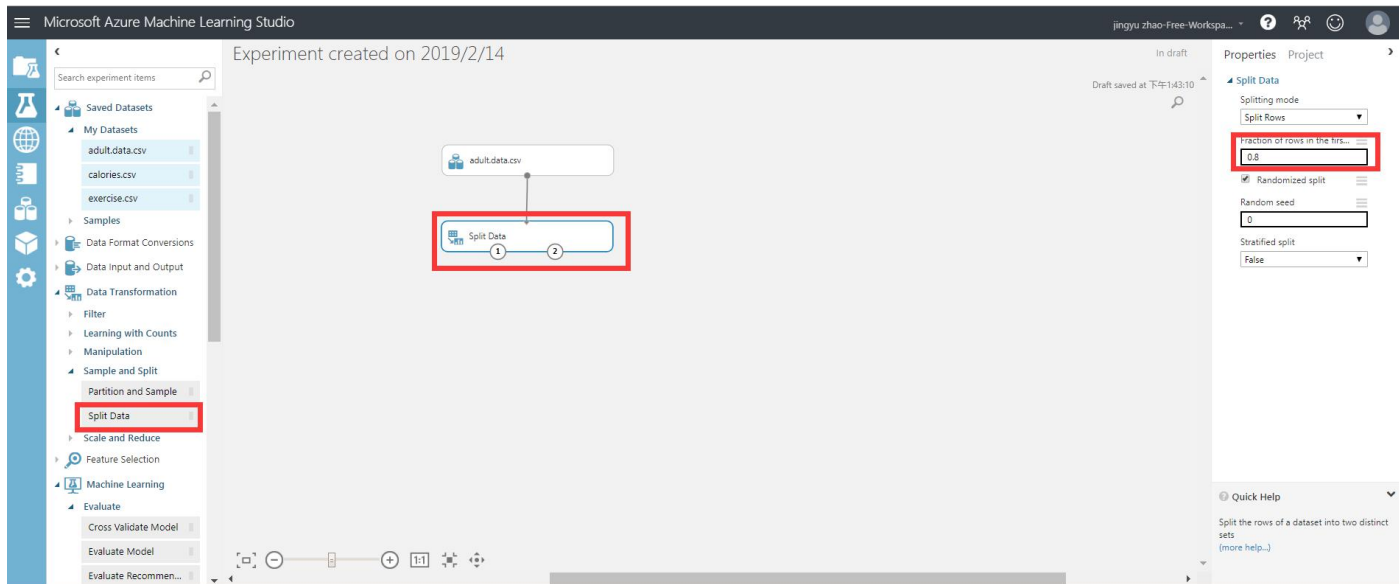 Microsoft Azure Machine Learning Studio
jingyu zhao-Free-Workspa...
?
Search experiment items
Saved Datasets
My Datasets
adult.data.csv
calories.csv
exercise.csv
Samples
Data Format Conversions
Data Input and Output
Data Transformation
Filter
Learning with Counts
Manipulation
Sample and Split
Partition and Sample
Split Data
Scale and Reduce
Feature Selection
Machine Learning
Evaluate
Cross Validate Model
Evaluate Model
Evaluate Recommen...
Experiment created on 2019/2/14
In draft
Draft saved at 下午1:43:10
adult.data.csv
Split Data
1 2
1:1
Properties Project
Split Data
Splitting mode
Split Rows
Fraction of rows in the firs...
0.8
Randomized split
Random seed
0
Stratified split
False
Quick Help
Split the rows of a dataset into two distinct
sets
(more help...)